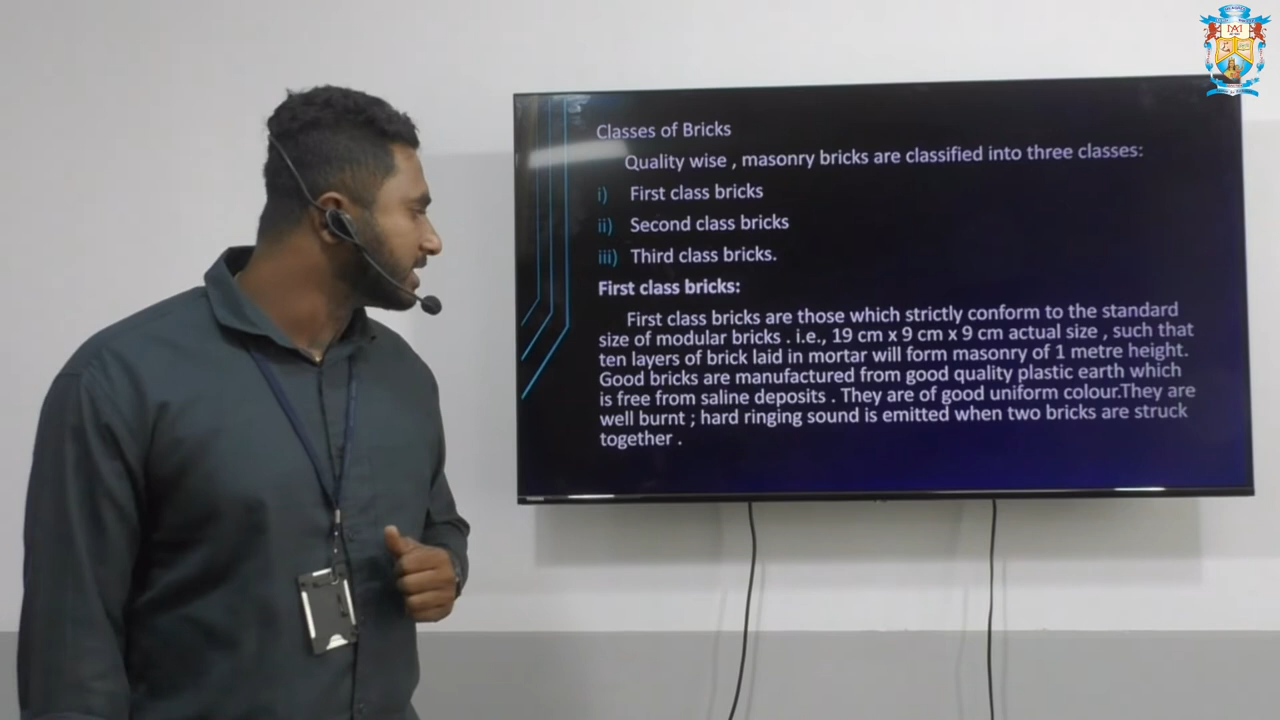 Classes of Bricks
Quality wise , masonry bricks are classified into three classes:
i) First class bricks
ii) Second class bricks
iii) Third class bricks.
First class bricks:
First class bricks are those which strictly conform to the standard
size of modular bricks . i.e., 19 cm x 9 cm x 9 cm actual size , such that
ten layers of brick laid in mortar will form masonry of 1 metre height.
Good bricks are manufactured from good quality plastic earth which
is free from saline deposits . They are of good uniform colour.They are
well burnt ; hard ringing sound is emitted when two bricks are struck
together .